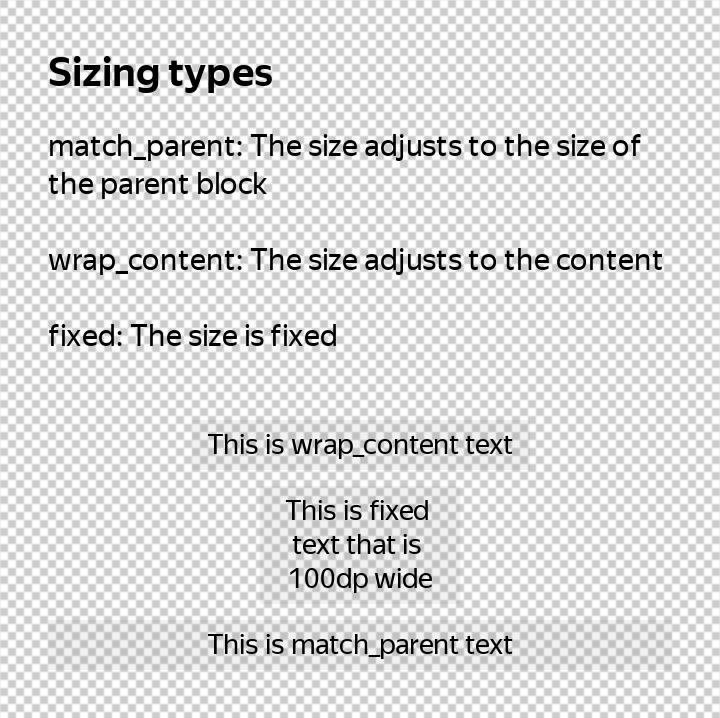 Sizing types
match_parent: The size adjusts to the size of
the parent block
wrap_content: The size adjusts to the content
fixed: The size is fixed
This is wrap_content text
This is fixed
text that is
100dp wide
This is match_parent text